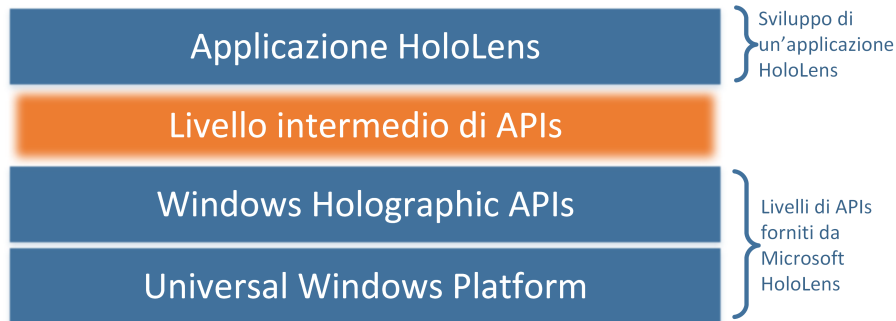 Applicazione HoloLens
Sviluppo di
un’applicazione
HoloLens
Livello intermedio di APIs
Windows Holographic APIs
Universal Windows Platform
Livelli di APIs
forniti da
Microsoft
HoloLens